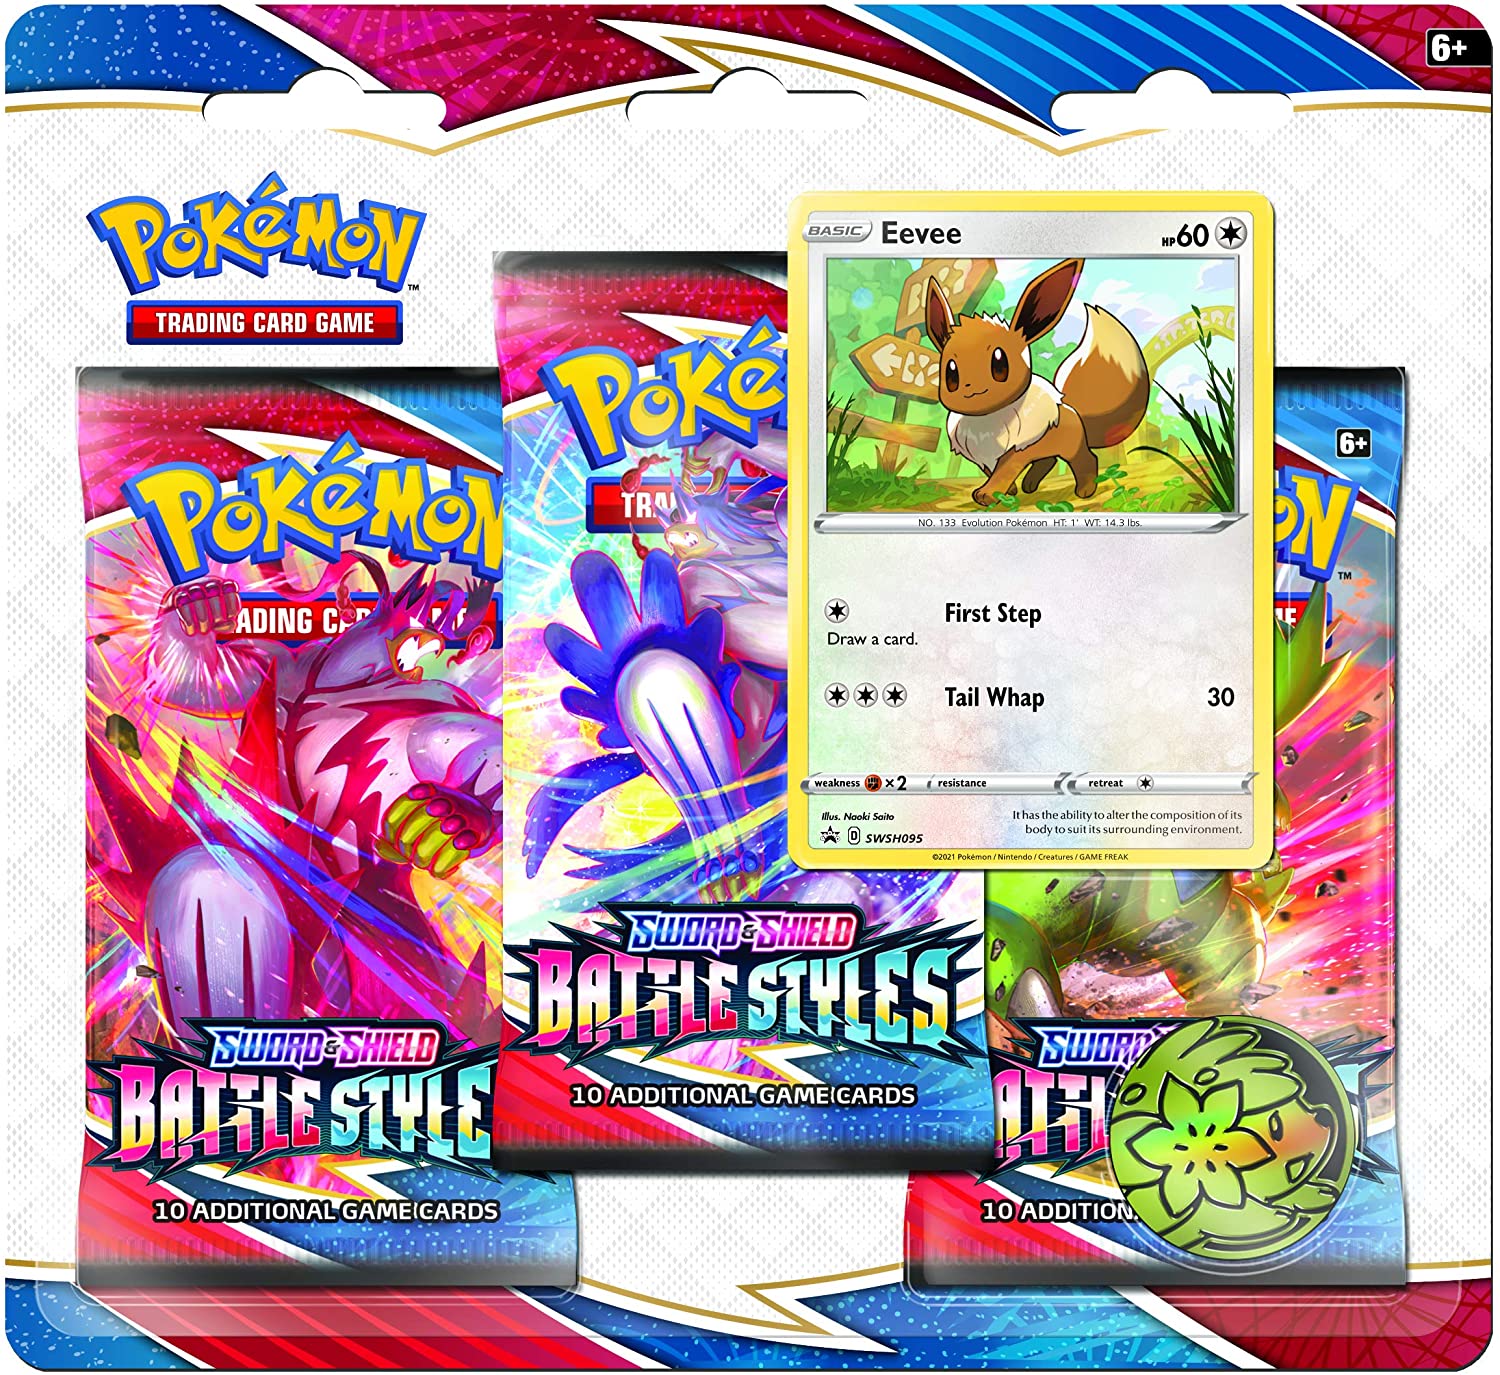 6+
POKéMON™
TRADING CARD GAME
BASIC Eevee HP60
NO. 133 Evolution Pokémon HT: 1' WT: 14.3 lbs.
First Step
Draw a card.
Tail Whap 30
weakness ×2 resistance retreat
Illus. Naoki Saito
It has the ability to alter the composition of its
body to suit its surrounding environment.
D SWSH095
©2021 Pokémon / Nintendo / Creatures / GAME FREAK
POKéMON
ADING CA
SWORD & SHIELD
BATTLE STYLE
10 ADDITIONAL GAME CARDS
POKé
TRA
SWORD & SHIELD
BATTLE STYLES
10 ADDITIONAL GAME CARDS
6+
ON™
ME
SWORD
ATT
10 ADDITION